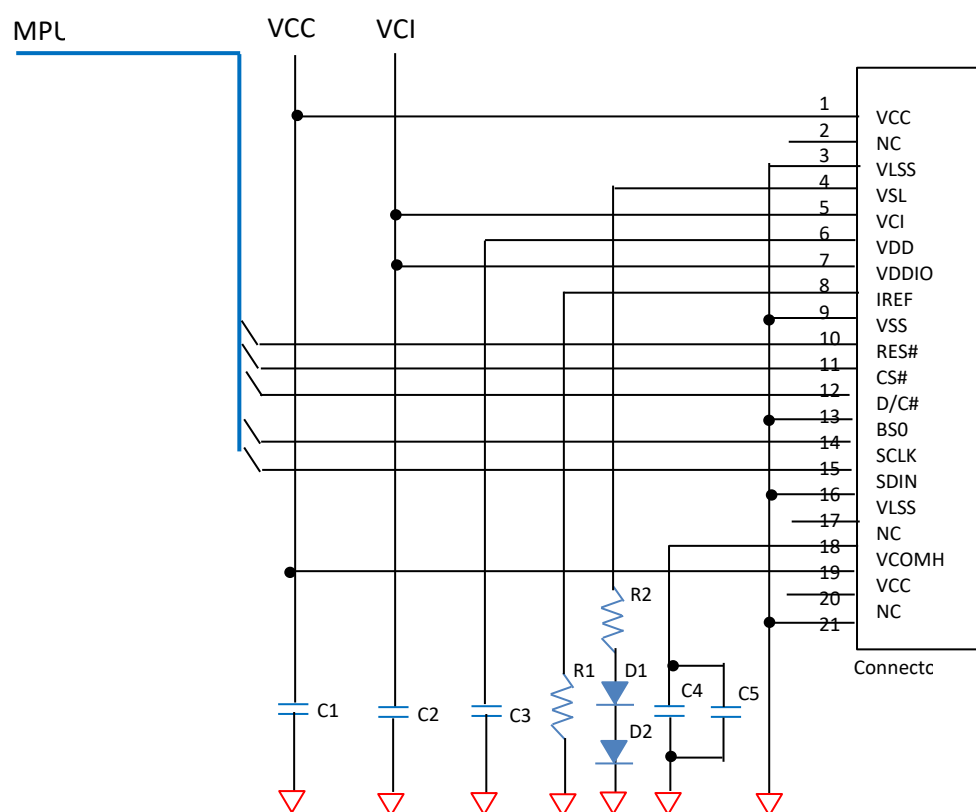 MPU
VCC
VCI
1
VCC
2
NC
3
VLSS
4
VSL
5
VCI
6
VDD
7
VDDIO
8
IREF
9
VSS
10
RES#
11
CS#
12
D/C#
13
BS0
14
SCLK
15
SDIN
16
VLSS
17
NC
18
VCOMH
19
VCC
20
NC
21
R2
R1
D1
D2
C1
C2
C3
C4
C5
Connectc